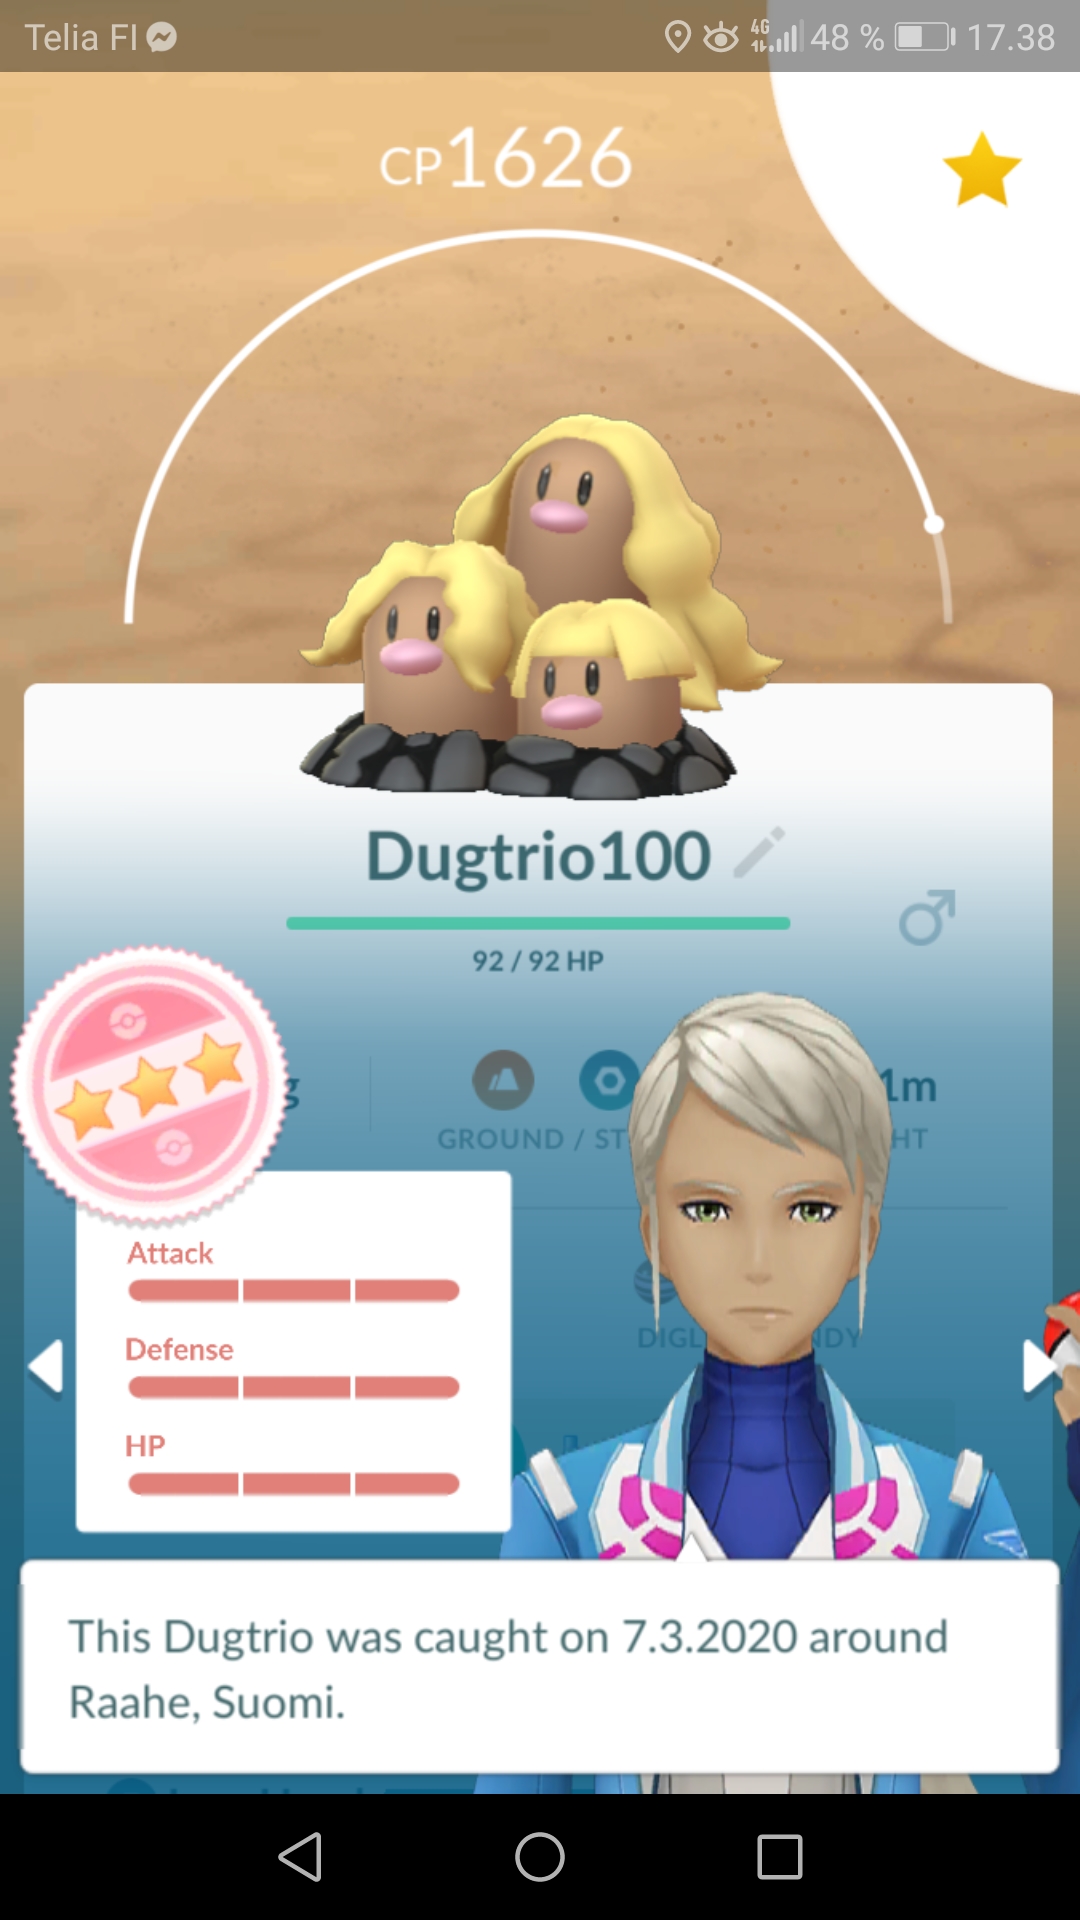 Telia FI 4G 48 % 17.38
CP1626
Dugtrio100
92 / 92 HP
g 1m
GROUND / ST HT
Attack
Defense
HP
DIGL NDY
This Dugtrio was caught on 7.3.2020 around
Raahe, Suomi.